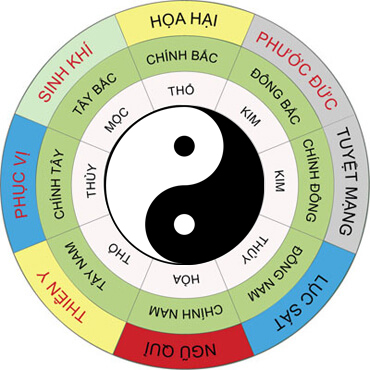 HỌA HẠI
PHƯỚC ĐỨC
TUYỆT MẠNG
LỤC SÁT
NGŨ QUỈ
THIÊN Y
PHỤC VỊ
SINH KHÍ
CHÍNH BẮC
ĐÔNG BẮC
CHÍNH ĐÔNG
ĐÔNG NAM
CHÍNH NAM
TÂY NAM
CHÍNH TÂY
TÂY BẮC
THỔ
KIM
KIM
THỦY
HỎA
THỔ
THỦY
MỘC